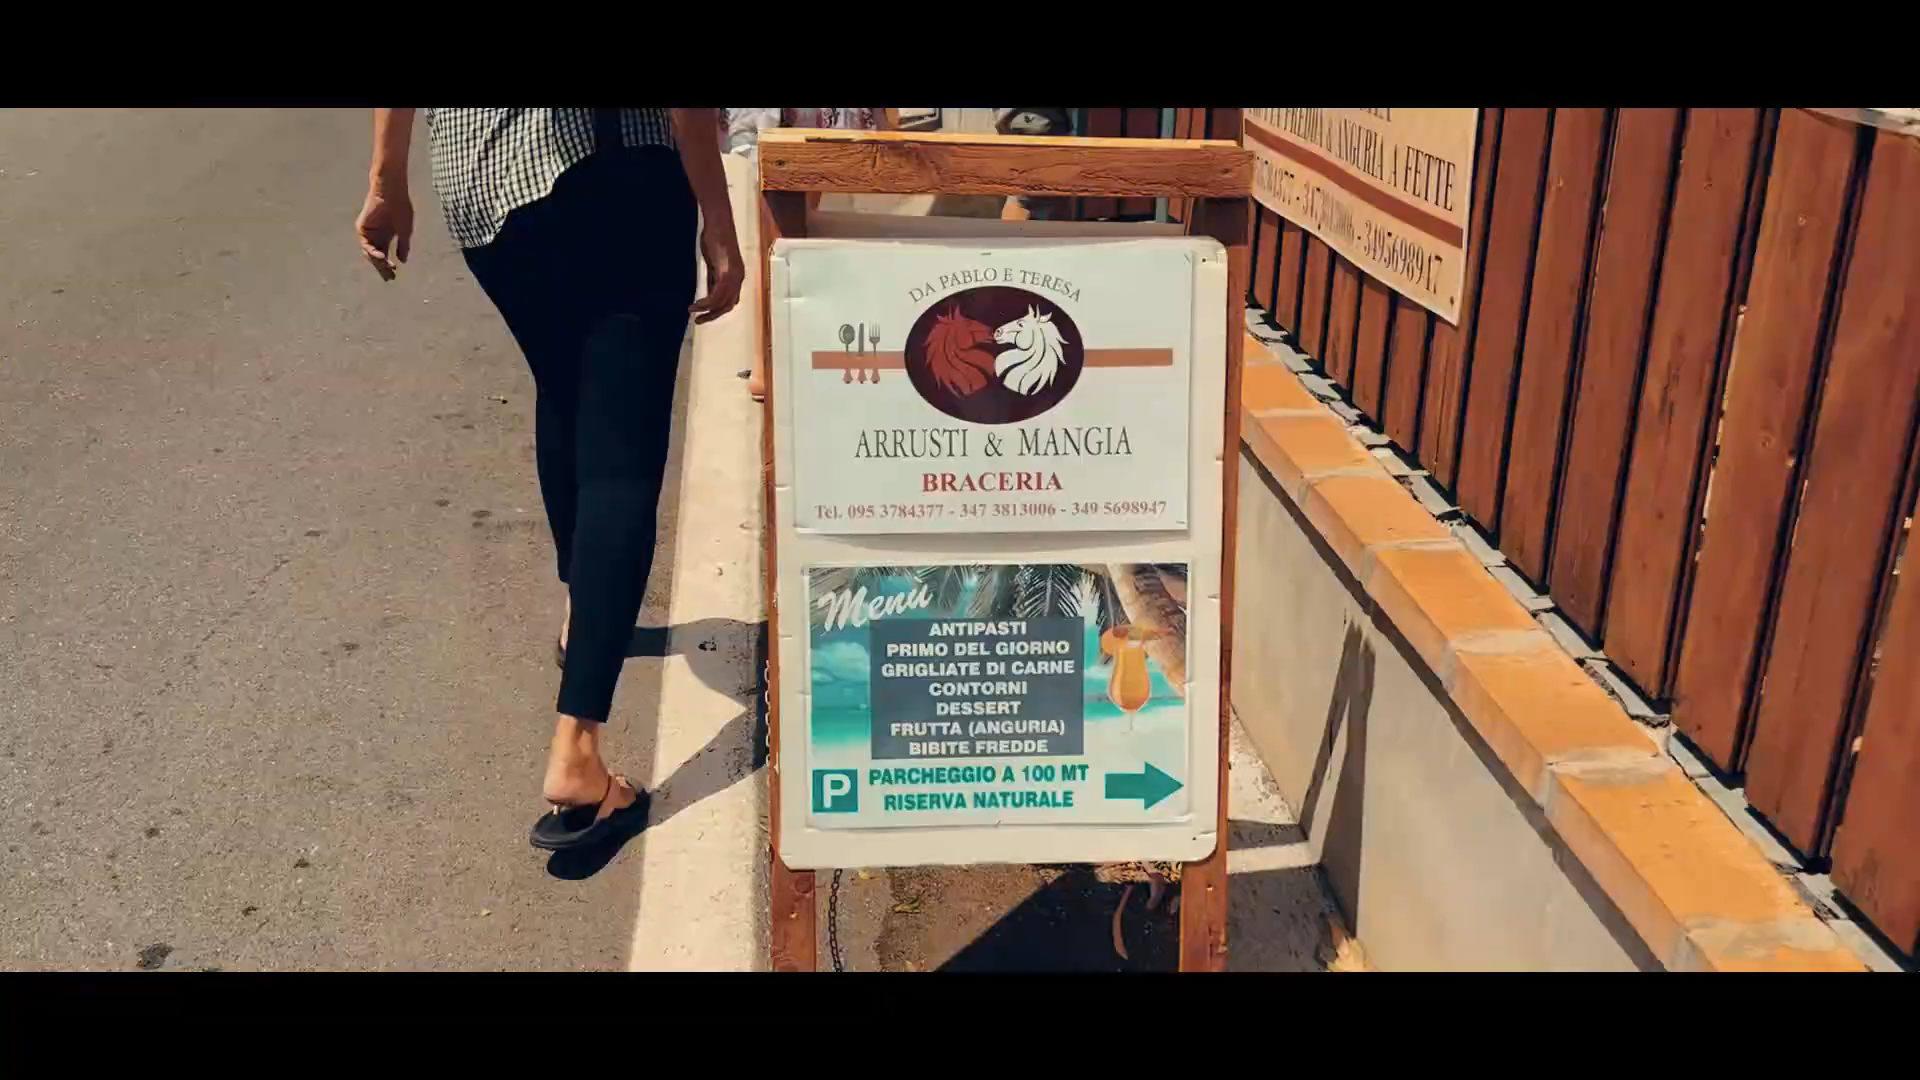 DA PABLO E TERESA
ARRUSTI & MANGIA
BRACERIA
Tel. 095 3784377 - 347 3813006 - 349 5698947
Menù
ANTIPASTI
PRIMO DEL GIORNO
GRIGLIATE DI CARNE
CONTORNI
DESSERT
FRUTTA (ANGURIA)
BIBITE FREDDE
P
PARCHEGGIO A 100 MT
RISERVA NATURALE
& ANGURIA A FETTE
- 3473813006 - 3495698947